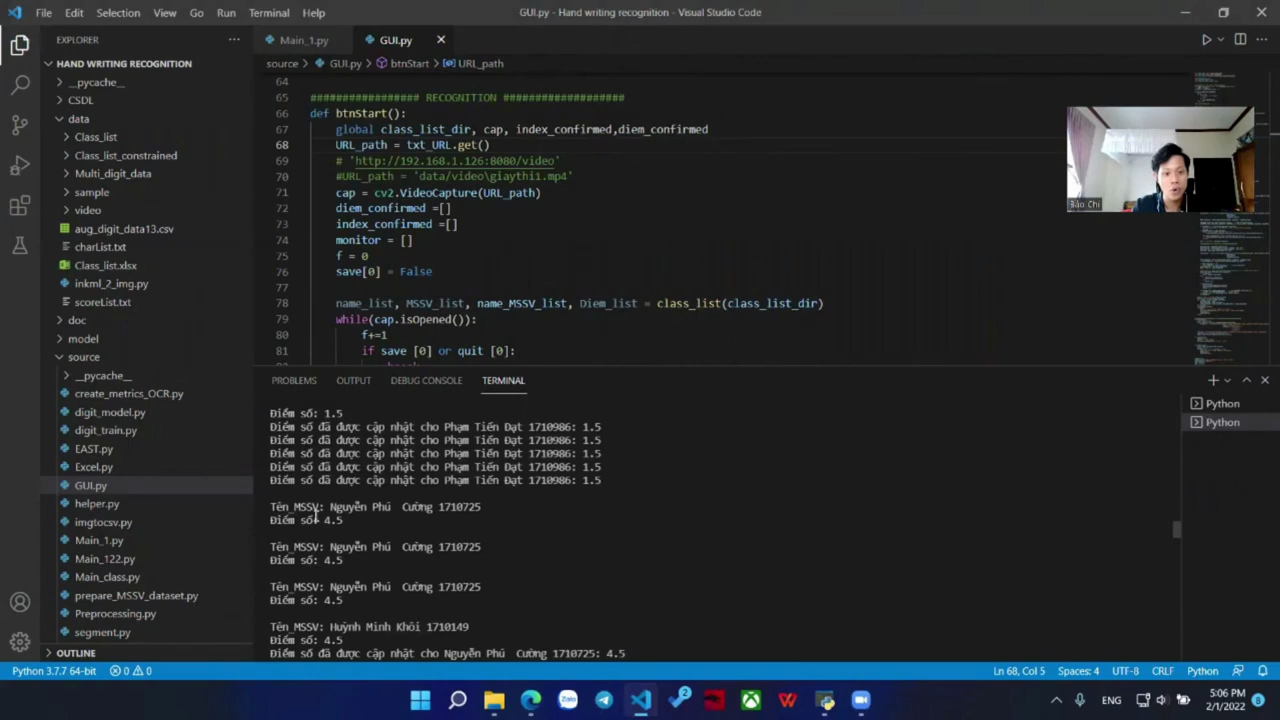 File Edit Selection View Go Run Terminal Help
GUI.py - Hand writing recognition - Visual Studio Code
EXPLORER
HAND WRITING RECOGNITION
__pycache__
CSDL
data
Class_list
Class_list_constrained
Multi_digit_data
sample
video
aug_digit_data13.csv
charList.txt
Class_list.xlsx
inkml_2_img.py
scoreList.txt
doc
model
source
__pycache__
create_metrics_OCR.py
digit_model.py
digit_train.py
EAST.py
Excel.py
GUI.py
helper.py
imgtocsv.py
Main_1.py
Main_122.py
Main_class.py
prepare_MSSV_dataset.py
Preprocessing.py
segment.py
OUTLINE
Main_1.py GUI.py
source > GUI.py > btnStart > URL_path
64
65 ################# RECOGNITION ###################
66 def btnStart():
67 global class_list_dir, cap, index_confirmed,diem_confirmed
68 URL_path = txt_URL.get()
69 # 'http://192.168.1.126:8080/video'
70 #URL_path = 'data/video\giaythi1.mp4'
71 cap = cv2.VideoCapture(URL_path)
72 diem_confirmed =[]
73 index_confirmed =[]
74 monitor = []
75 f = 0
76 save[0] = False
77
78 name_list, MSSV_list, name_MSSV_list, Diem_list = class_list(class_list_dir)
79 while(cap.isOpened()):
80 f+=1
81 if save [0] or quit [0]:
Bảo Chi
PROBLEMS OUTPUT DEBUG CONSOLE TERMINAL
Điểm số: 1.5
Điểm số đã được cập nhật cho Phạm Tiến Đạt 1710986: 1.5
Điểm số đã được cập nhật cho Phạm Tiến Đạt 1710986: 1.5
Điểm số đã được cập nhật cho Phạm Tiến Đạt 1710986: 1.5
Điểm số đã được cập nhật cho Phạm Tiến Đạt 1710986: 1.5
Điểm số đã được cập nhật cho Phạm Tiến Đạt 1710986: 1.5
Tên_MSSV: Nguyễn Phú Cường 1710725
Điểm số: 4.5
Tên_MSSV: Nguyễn Phú Cường 1710725
Điểm số: 4.5
Tên_MSSV: Nguyễn Phú Cường 1710725
Điểm số: 4.5
Tên_MSSV: Huỳnh Minh Khôi 1710149
Điểm số: 4.5
Điểm số đã được cập nhật cho Nguyễn Phú Cường 1710725: 4.5
Python
Python
Python 3.7.7 64-bit 0 0
Ln 68, Col 5 Spaces: 4 UTF-8 CRLF Python
Zalo
2
ENG
5:06 PM
2/1/2022
8